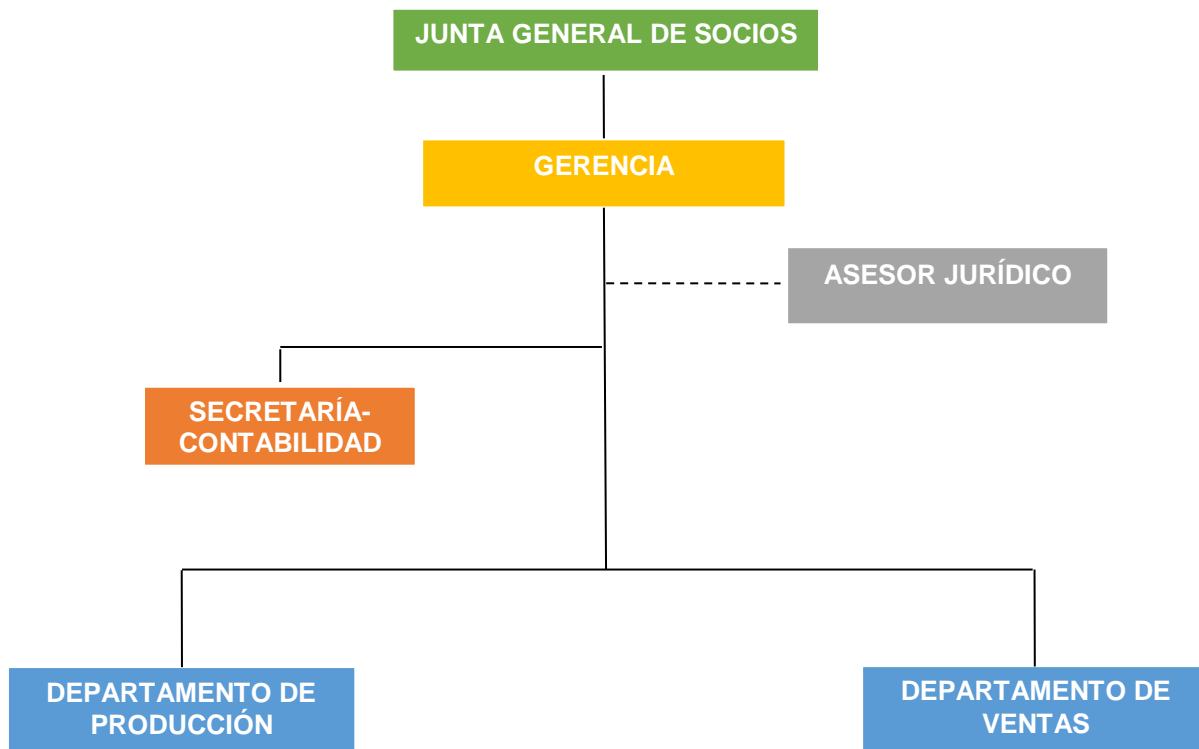 JUNTA GENERAL DE SOCIOS
GERENCIA
ASESOR JURÍDICO
SECRETARÍA-
CONTABILIDAD
DEPARTAMENTO DE
PRODUCCIÓN
DEPARTAMENTO DE
VENTAS